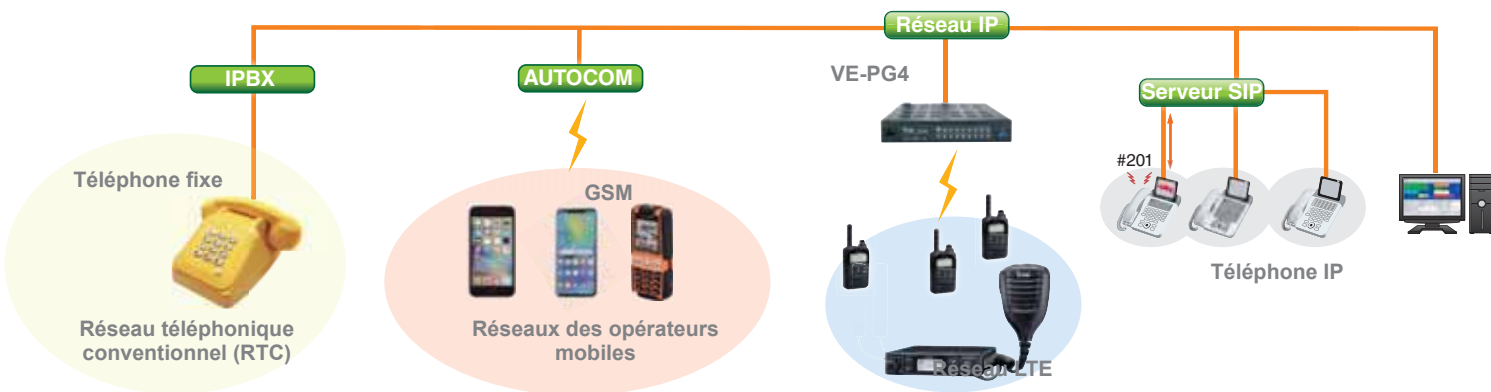 Réseau IP
IPBX
AUTOCOM
VE-PG4
Serveur SIP
#201
Téléphone fixe
GSM
Téléphone IP
Réseau téléphonique
conventionnel (RTC)
Réseaux des opérateurs
mobiles
Réseau LTE